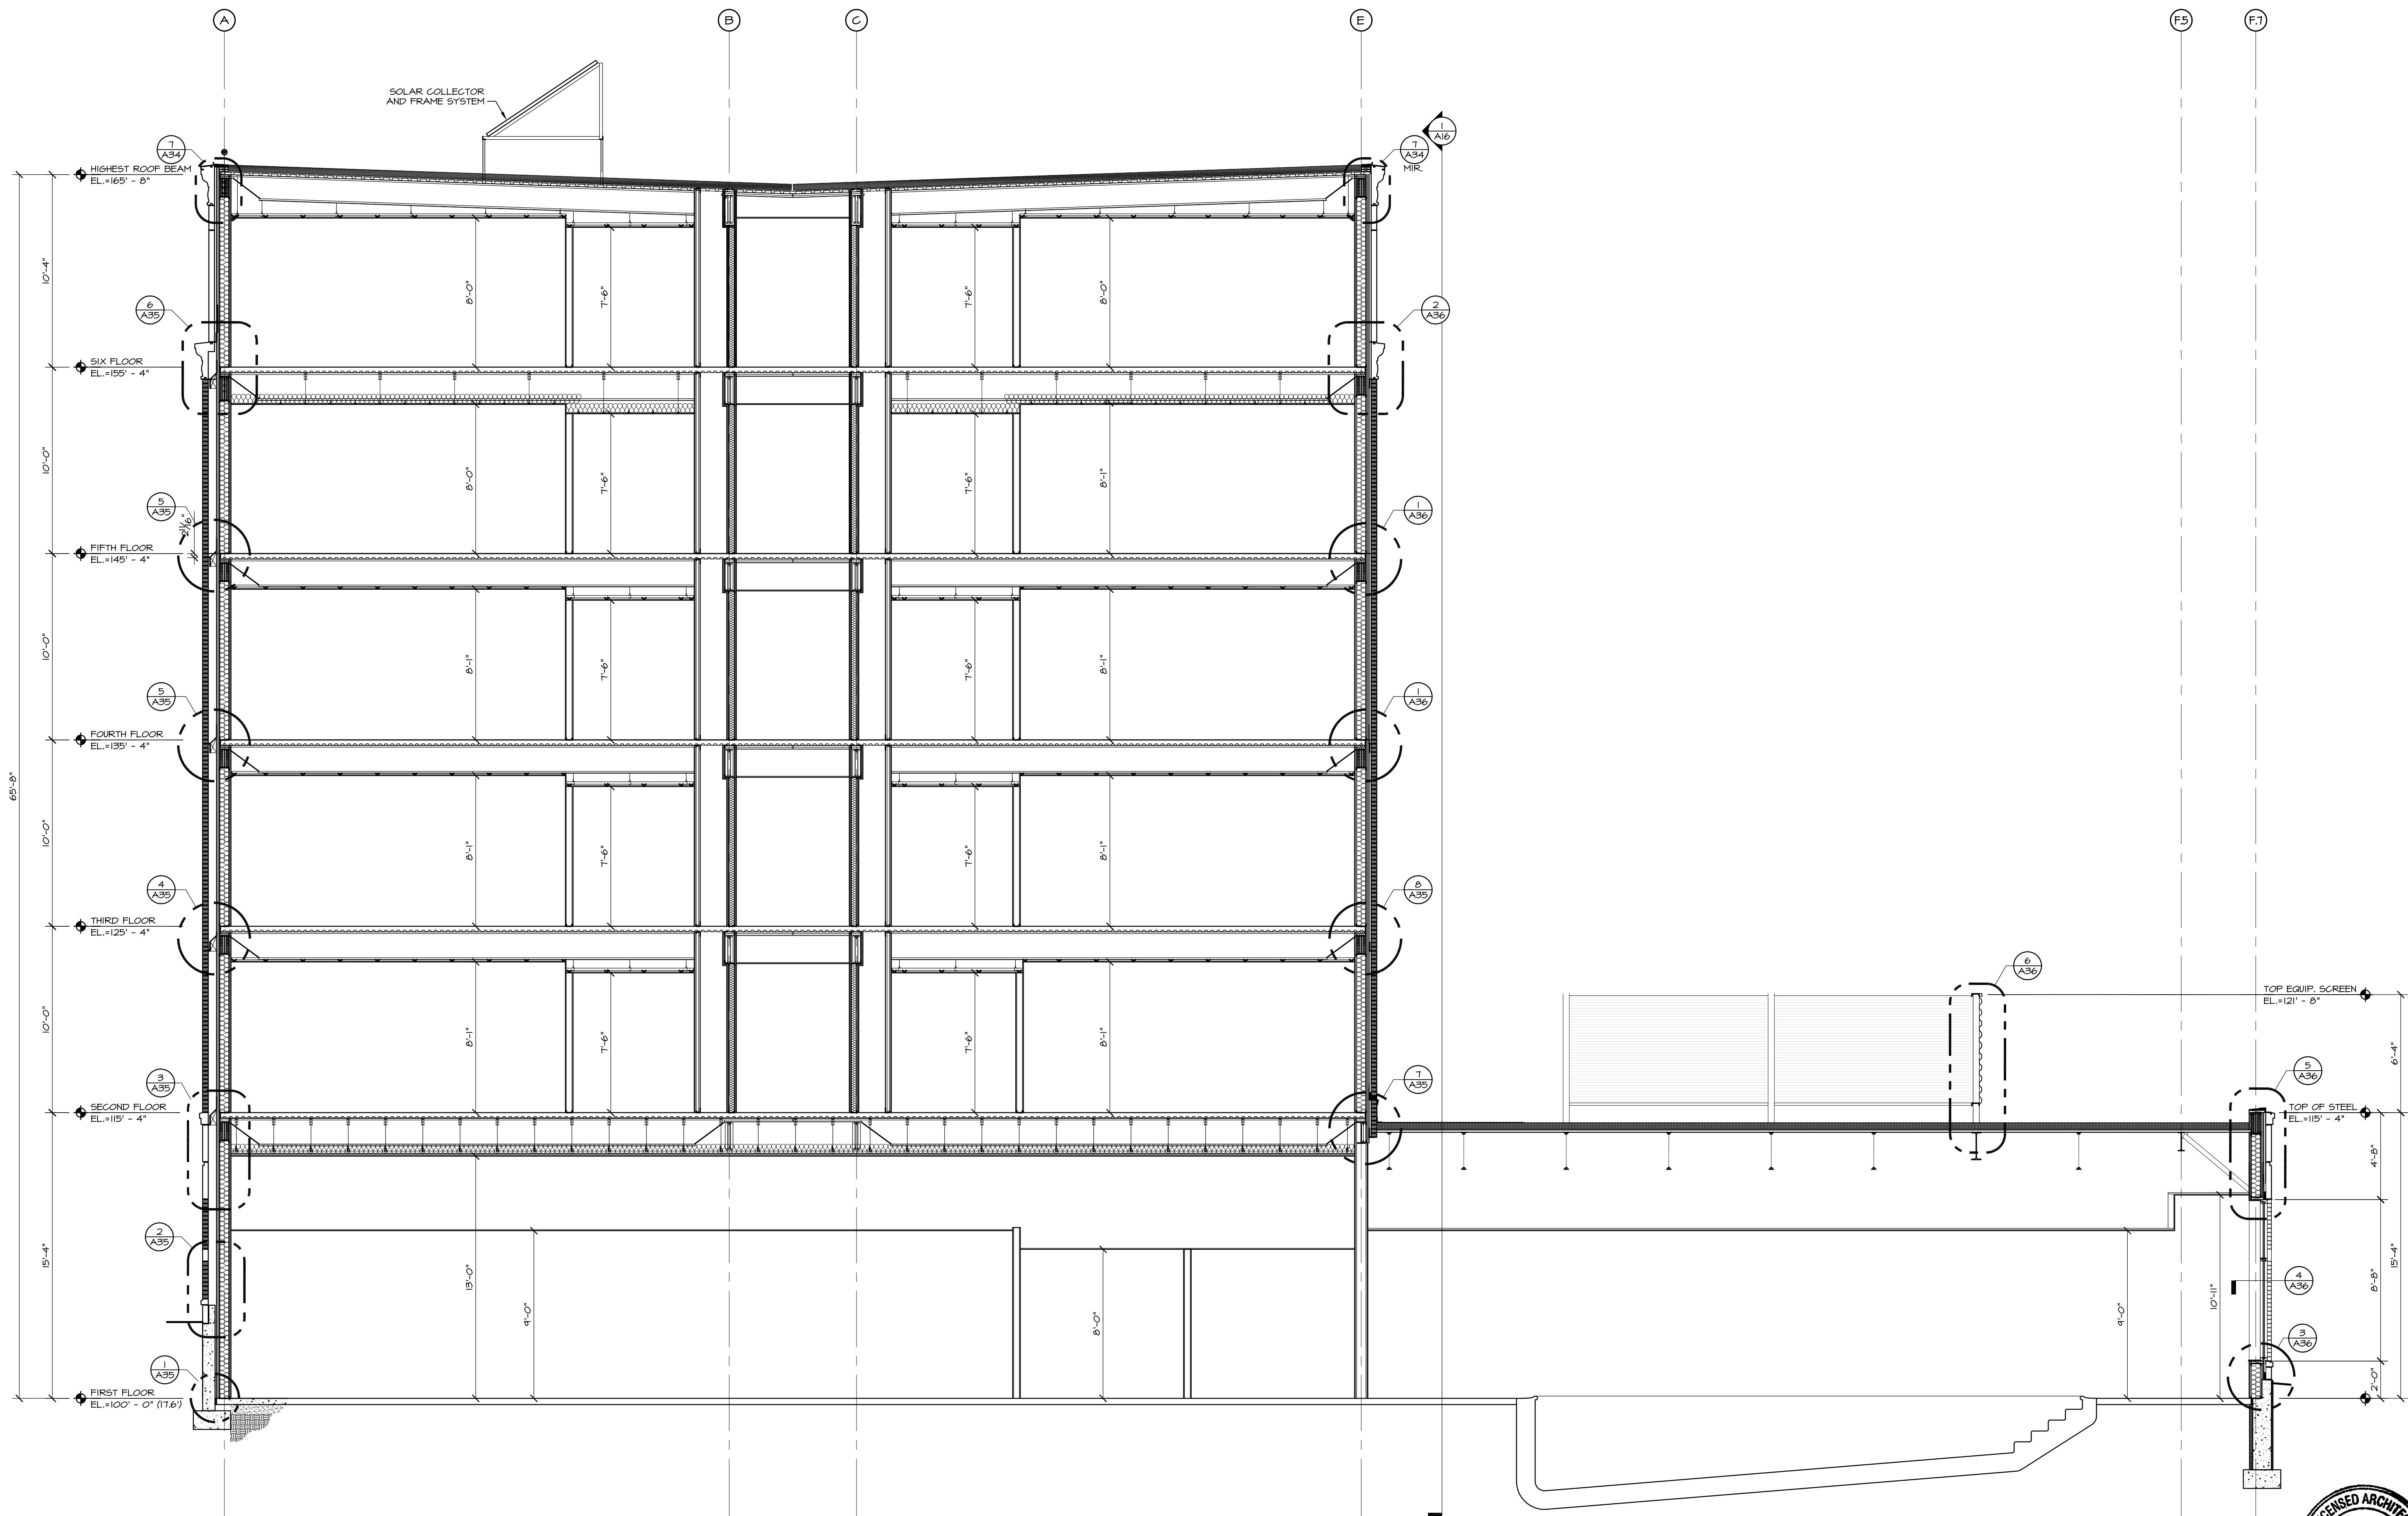 A
B
C
E
F.5
F.7
SOLAR COLLECTOR
AND FRAME SYSTEM
1
A16
7
A34
7
A34
MIR.
HIGHEST ROOF BEAM
EL.=165' - 8"
10'-4"
8'-0"
7'-6"
7'-6"
8'-0"
6
A35
2
A36
SIX FLOOR
EL.=155' - 4"
10'-0"
8'-0"
7'-6"
7'-6"
8'-1"
5
A35
1
A36
2 11/16"
FIFTH FLOOR
EL.=145' - 4"
10'-0"
8'-1"
7'-6"
7'-6"
8'-1"
5
A35
1
A36
FOURTH FLOOR
EL.=135' - 4"
65'-8"
10'-0"
8'-1"
7'-6"
7'-6"
8'-1"
4
A35
8
A35
THIRD FLOOR
EL.=125' - 4"
6
A36
TOP EQUIP. SCREEN
EL.=121' - 8"
10'-0"
8'-1"
7'-6"
7'-6"
8'-1"
6'-4"
3
A35
7
A35
5
A36
SECOND FLOOR
EL.=115' - 4"
TOP OF STEEL
EL.=115' - 4"
4'-8"
2
A35
15'-4"
13'-0"
9'-0"
8'-0"
9'-0"
10'-11"
8'-8"
15'-4"
4
A36
3
A36
1
A35
2'-0"
FIRST FLOOR
EL.=100' - 0" (17.6')